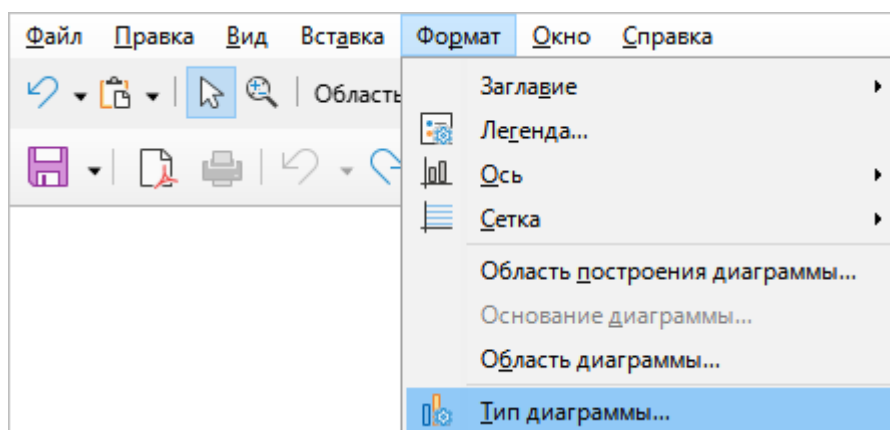 Файл Правка Вид Вставка Формат Окно Справка
Область
Заглавие
Легенда...
Ось
Сетка
Область построения диаграммы...
Основание диаграммы...
Область диаграммы...
Тип диаграммы...